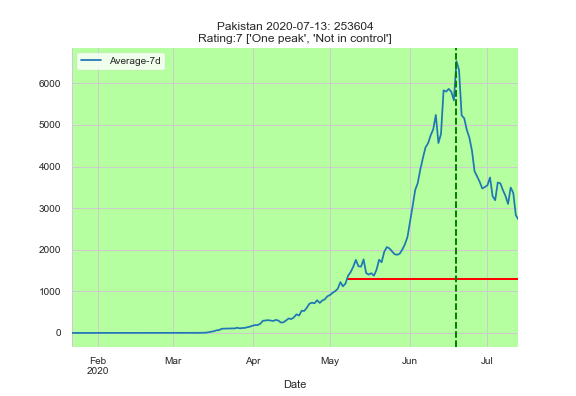 Pakistan 2020-07-13: 253604
Rating:7 ['One peak', 'Not in control']
Average-7d
6000
5000
4000
3000
2000
1000
0
Feb
2020
Mar
Apr
May
Jun
Jul
Date